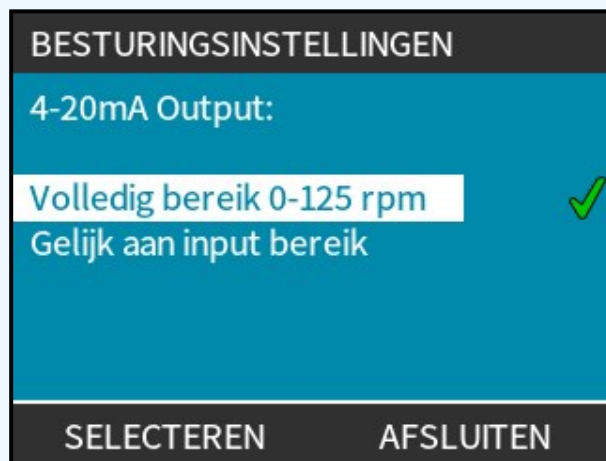 BESTURINGSINSTELLINGEN
4-20mA Output:
Volledig bereik 0-125 rpm
Gelijk aan input bereik
SELECTEREN AFSLUITEN